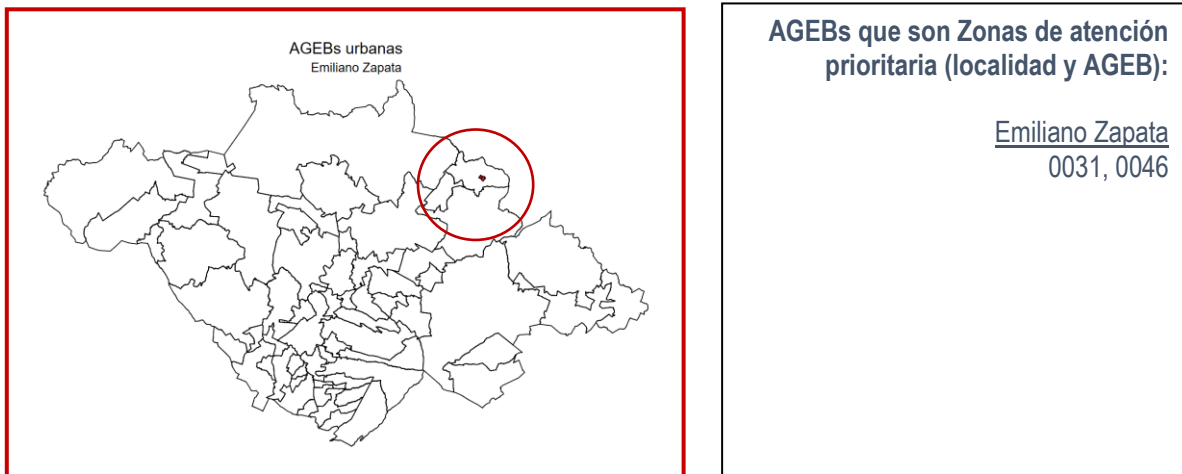 AGEBs urbanas
Emiliano Zapata
AGEBs que son Zonas de atención
prioritaria (localidad y AGEB):
Emiliano Zapata
0031, 0046